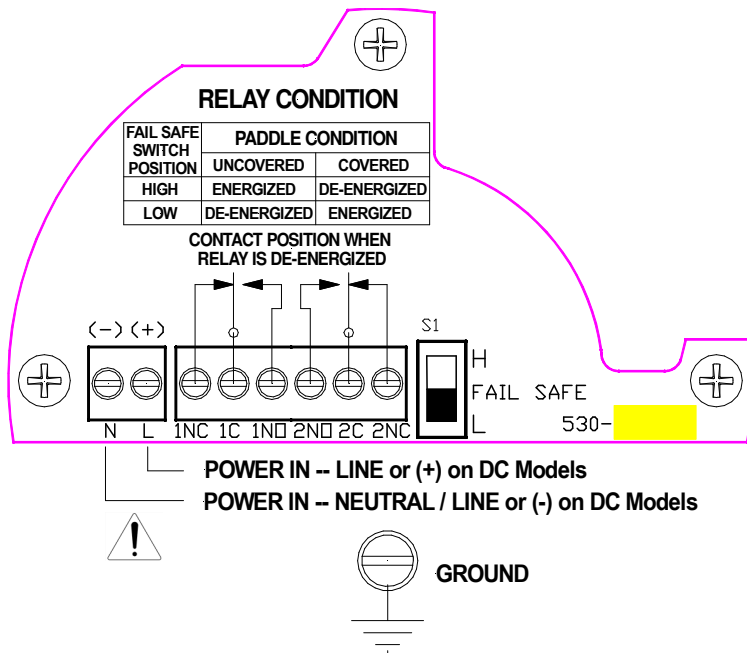 RELAY CONDITION
FAIL SAFE SWITCH POSITION
PADDLE CONDITION
UNCOVERED COVERED
HIGH ENERGIZED DE-ENERGIZED
LOW DE-ENERGIZED ENERGIZED
CONTACT POSITION WHEN
RELAY IS DE-ENERGIZED
(-) (+)
S1
H
FAIL SAFE
L
530-
N L 1NC 1C 1NO 2NO 2C 2NC
POWER IN -- LINE or (+) on DC Models
POWER IN -- NEUTRAL / LINE or (-) on DC Models
!
GROUND